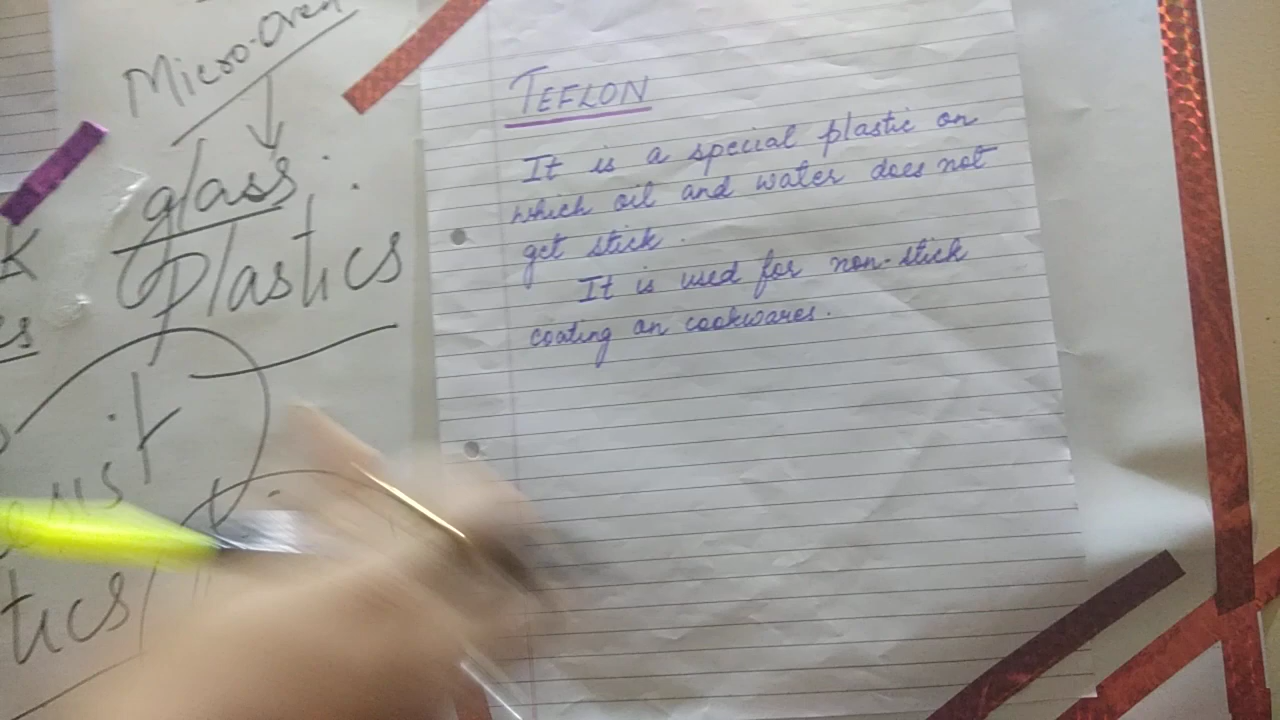 Micro-Oven
glass.
Plastics
K
es
tics
TEFLON
It is a special plastic on
which oil and water does not
get stick.
It is used for non-stick
coating on cookwares.